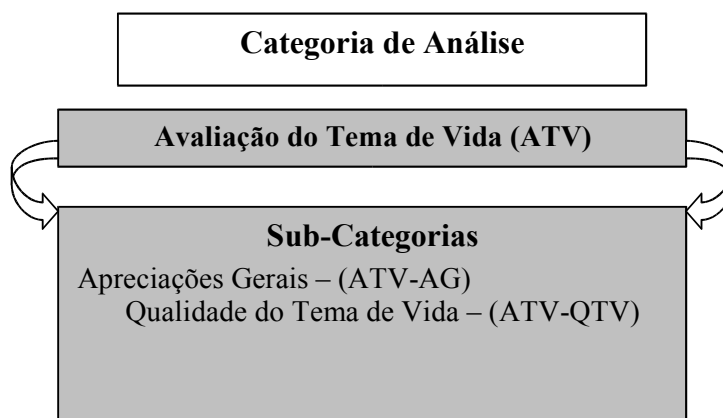 Categoria de Análise
Avaliação do Tema de Vida (ATV)
Sub-Categorias
Apreciações Gerais – (ATV-AG)
Qualidade do Tema de Vida – (ATV-QTV)